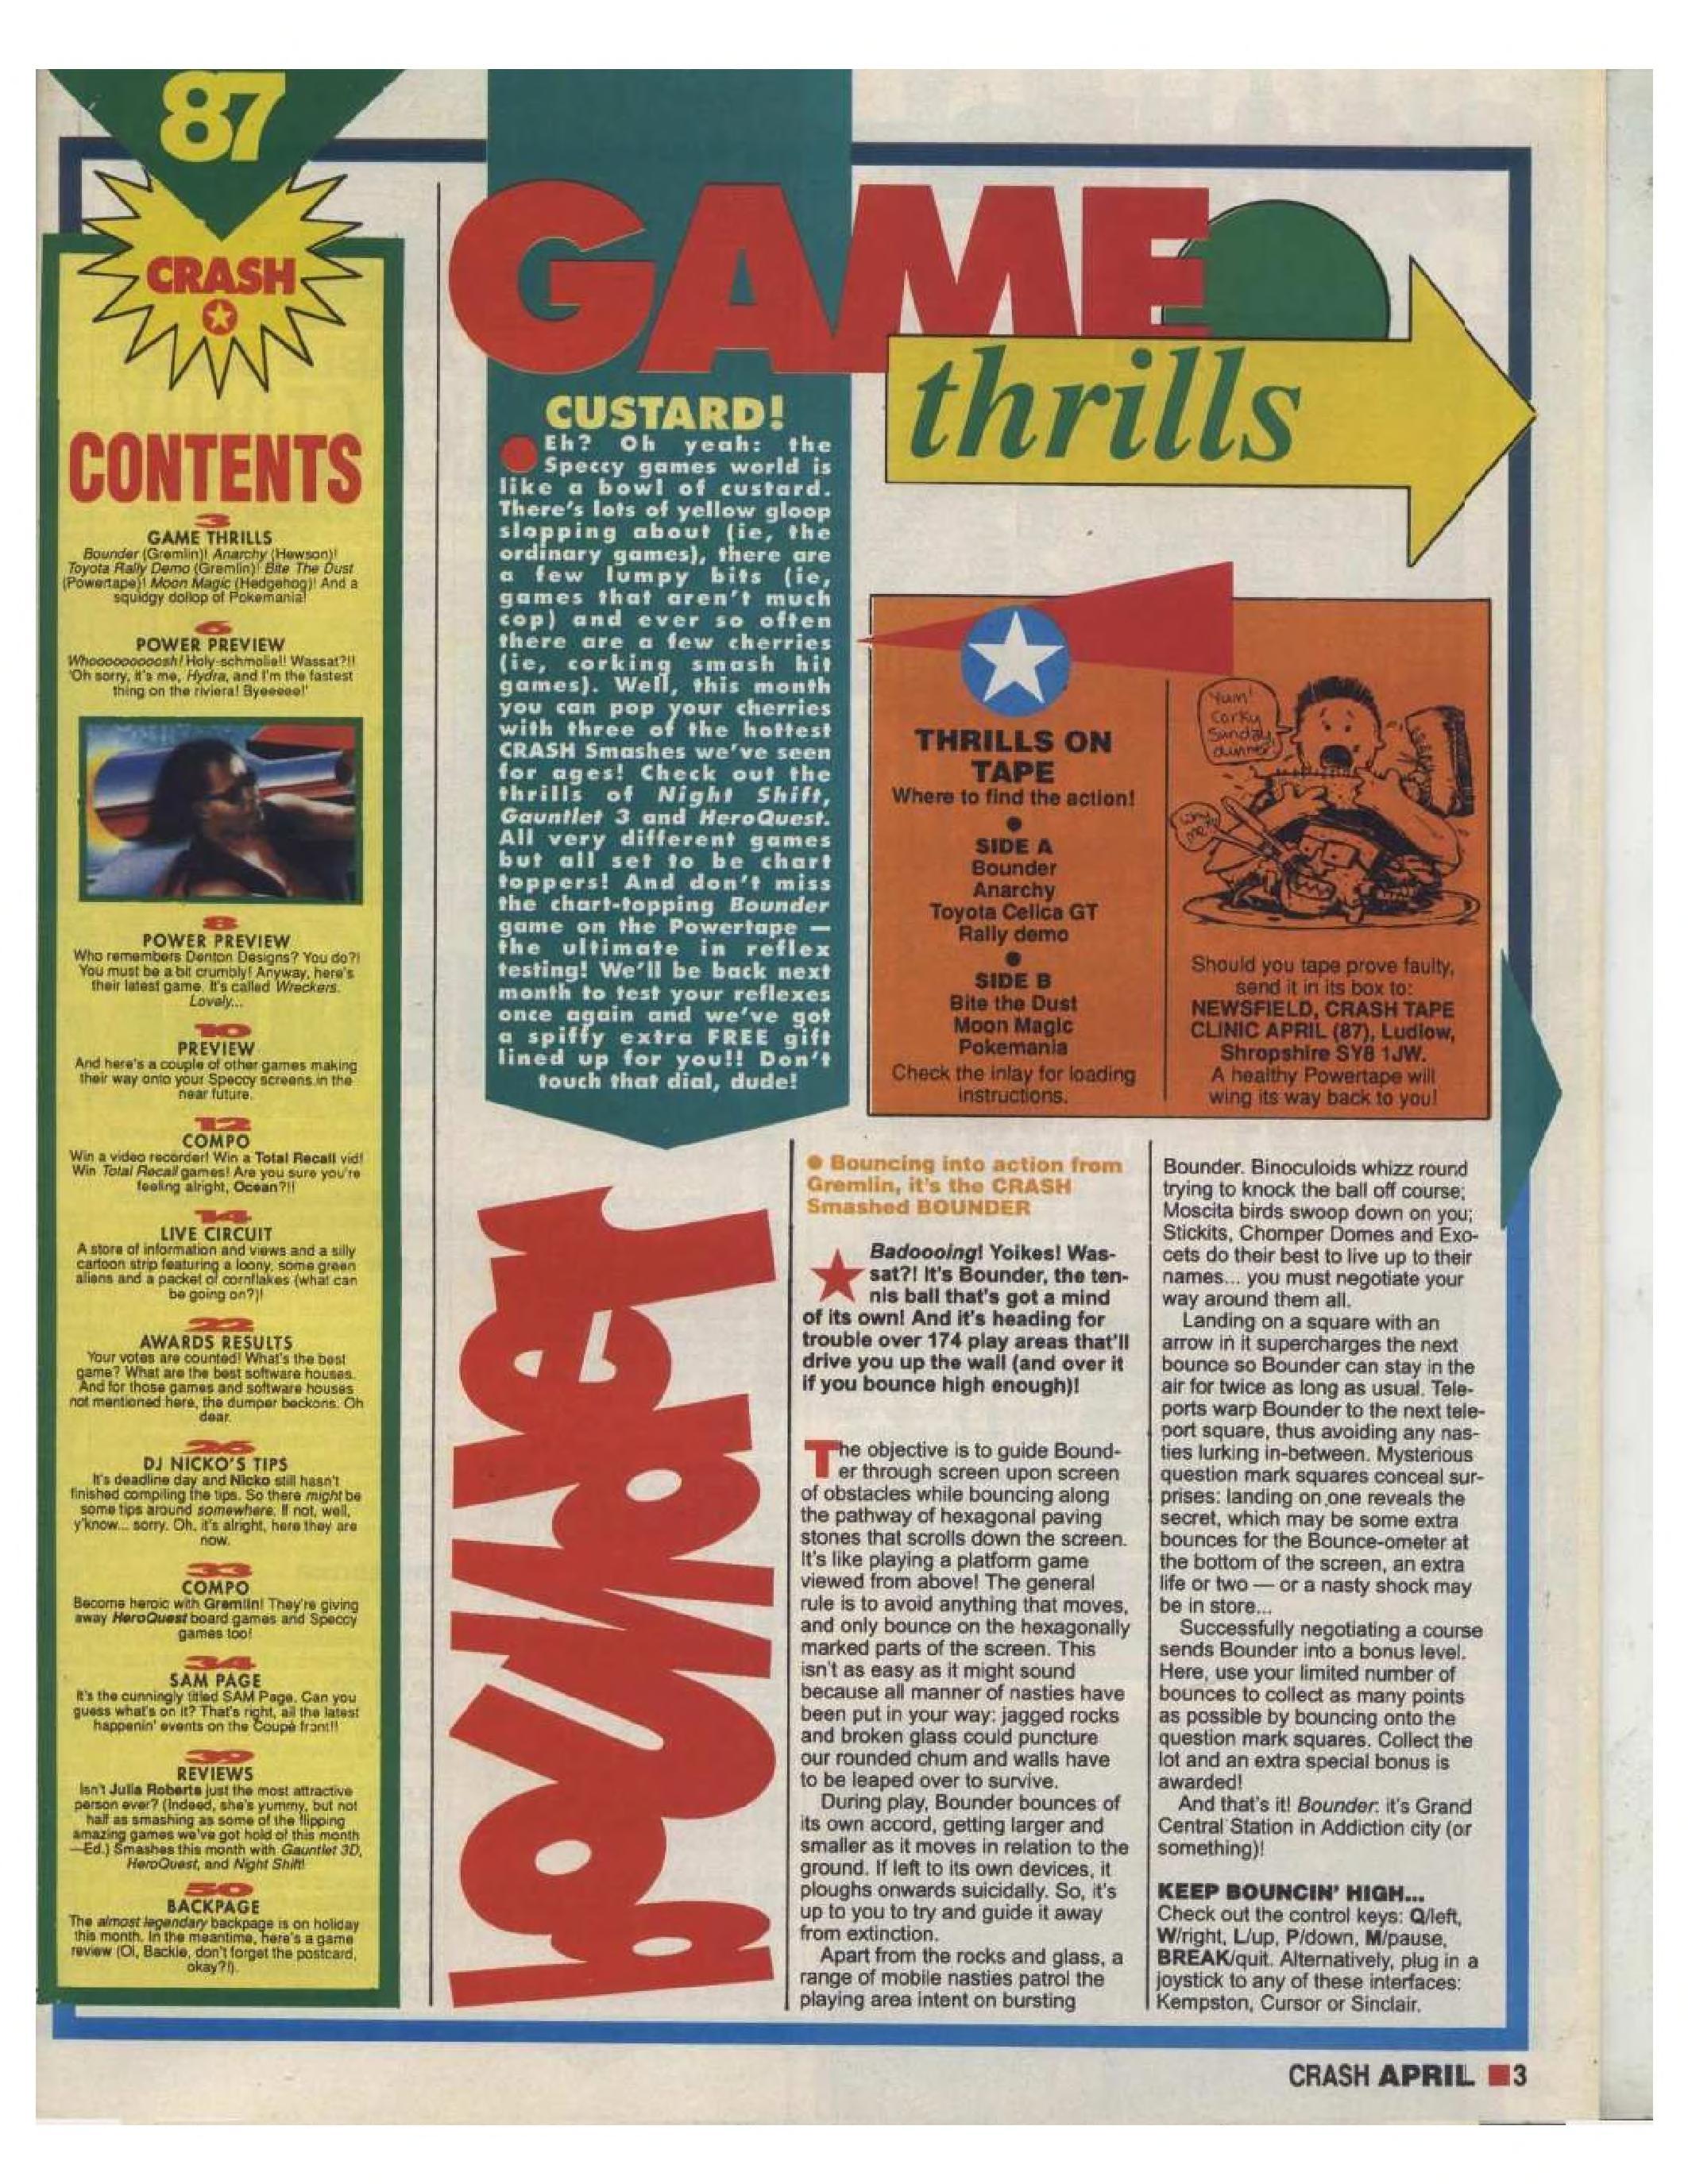 87
CRASH
CONTENTS
3
GAME THRILLS
Bounder (Gremlin)! Anarchy (Hewson)!
Toyota Rally Demo (Gremlin)! Bite The Dust
(Powertape)! Moon Magic (Hedgehog)! And a
squidgy dollop of Pokemania!
6
POWER PREVIEW
Whooooooooosh! Holy-schmolie!! Wassat?!!
'Oh sorry, it's me, Hydra, and I'm the fastest
thing on the riviera! Byeeeee!'
8
POWER PREVIEW
Who remembers Denton Designs? You do?!
You must be a bit crumbly! Anyway, here's
their latest game. It's called Wreckers.
Lovely...
10
PREVIEW
And here's a couple of other games making
their way onto your Speccy screens in the
near future.
12
COMPO
Win a video recorder! Win a Total Recall vid!
Win Total Recall games! Are you sure you're
feeling alright, Ocean?!!
14
LIVE CIRCUIT
A store of information and views and a silly
cartoon strip featuring a loony, some green
aliens and a packet of cornflakes (what can
be going on?)!
22
AWARDS RESULTS
Your votes are counted! What's the best
game? What are the best software houses.
And for those games and software houses
not mentioned here, the dumper beckons. Oh
dear.
26
DJ NICKO'S TIPS
It's deadline day and Nicko still hasn't
finished compiling the tips. So there might be
some tips around somewhere. If not, well,
y'know... sorry. Oh, it's alright, here they are
now.
33
COMPO
Become heroic with Gremlin! They're giving
away HeroQuest board games and Speccy
games too!
34
SAM PAGE
It's the cunningly titled SAM Page. Can you
guess what's on it? That's right, all the latest
happenin' events on the Coupé front!!
39
REVIEWS
Isn't Julia Roberts just the most attractive
person ever? (Indeed, she's yummy, but not
half as smashing as some of the flipping
amazing games we've got hold of this month
—Ed.) Smashes this month with Gauntlet 3D,
HeroQuest, and Night Shift!
50
BACKPAGE
The almost legendary backpage is on holiday
this month. In the meantime, here's a game
review (Oi, Backie, don't forget the postcard,
okay?!).
GAME
thrills
CUSTARD!
Eh? Oh yeah: the
Speccy games world is
like a bowl of custard.
There's lots of yellow gloop
slopping about (ie, the
ordinary games), there are
a few lumpy bits (ie,
games that aren't much
cop) and ever so often
there are a few cherries
(ie, corking smash hit
games). Well, this month
you can pop your cherries
with three of the hottest
CRASH Smashes we've seen
for ages! Check out the
thrills of Night Shift,
Gauntlet 3 and HeroQuest.
All very different games
but all set to be chart
toppers! And don't miss
the chart-topping Bounder
game on the Powertape —
the ultimate in reflex
testing! We'll be back next
month to test your reflexes
once again and we've got
a spiffy extra FREE gift
lined up for you!! Don't
touch that dial, dude!
THRILLS ON
TAPE
Where to find the action!
SIDE A
Bounder
Anarchy
Toyota Celica GT
Rally demo
SIDE B
Bite the Dust
Moon Magic
Pokemania
Check the inlay for loading
instructions.
Yum!
Corky
Sunday
dunner!
Why
me?
Should you tape prove faulty,
send it in its box to:
NEWSFIELD, CRASH TAPE
CLINIC APRIL (87), Ludlow,
Shropshire SY8 1JW.
A healthy Powertape will
wing its way back to you!
power
power
Bouncing into action from
Gremlin, it's the CRASH
Smashed BOUNDER
Badoooing! Yoikes! Was-
sat?! It's Bounder, the ten-
nis ball that's got a mind
of its own! And it's heading for
trouble over 174 play areas that'll
drive you up the wall (and over it
if you bounce high enough)!
The objective is to guide Bound-
er through screen upon screen
of obstacles while bouncing along
the pathway of hexagonal paving
stones that scrolls down the screen.
It's like playing a platform game
viewed from above! The general
rule is to avoid anything that moves,
and only bounce on the hexagonally
marked parts of the screen. This
isn't as easy as it might sound
because all manner of nasties have
been put in your way: jagged rocks
and broken glass could puncture
our rounded chum and walls have
to be leaped over to survive.
During play, Bounder bounces of
its own accord, getting larger and
smaller as it moves in relation to the
ground. If left to its own devices, it
ploughs onwards suicidally. So, it's
up to you to try and guide it away
from extinction.
Apart from the rocks and glass, a
range of mobile nasties patrol the
playing area intent on bursting
Bounder. Binoculoids whizz round
trying to knock the ball off course;
Moscita birds swoop down on you;
Stickits, Chomper Domes and Exo-
cets do their best to live up to their
names... you must negotiate your
way around them all.
Landing on a square with an
arrow in it supercharges the next
bounce so Bounder can stay in the
air for twice as long as usual. Tele-
ports warp Bounder to the next tele-
port square, thus avoiding any nas-
ties lurking in-between. Mysterious
question mark squares conceal sur-
prises: landing on one reveals the
secret, which may be some extra
bounces for the Bounce-ometer at
the bottom of the screen, an extra
life or two — or a nasty shock may
be in store...
Successfully negotiating a course
sends Bounder into a bonus level.
Here, use your limited number of
bounces to collect as many points
as possible by bouncing onto the
question mark squares. Collect the
lot and an extra special bonus is
awarded!
And that's it! Bounder: it's Grand
Central Station in Addiction city (or
something)!
KEEP BOUNCIN' HIGH...
Check out the control keys: Q/left,
W/right, L/up, P/down, M/pause,
BREAK/quit. Alternatively, plug in a
joystick to any of these interfaces:
Kempston, Cursor or Sinclair.
CRASH APRIL 3